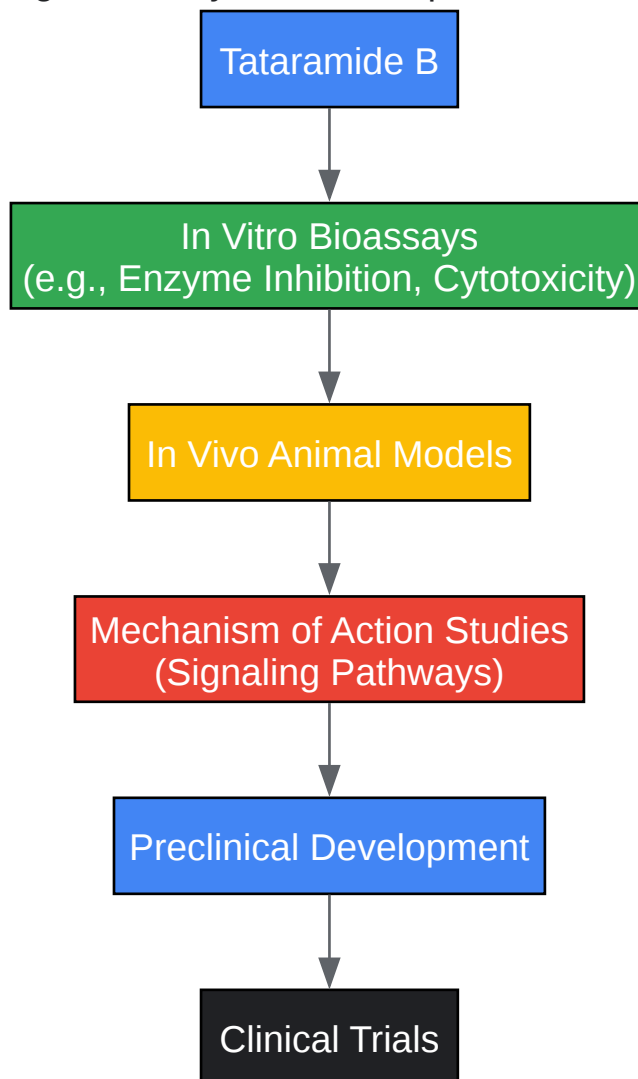 Tataramide B
In Vitro Bioassays
(e.g., Enzyme Inhibition, Cytotoxicity)
In Vivo Animal Models
Mechanism of Action Studies
(Signaling Pathways)
Preclinical Development
Clinical Trials